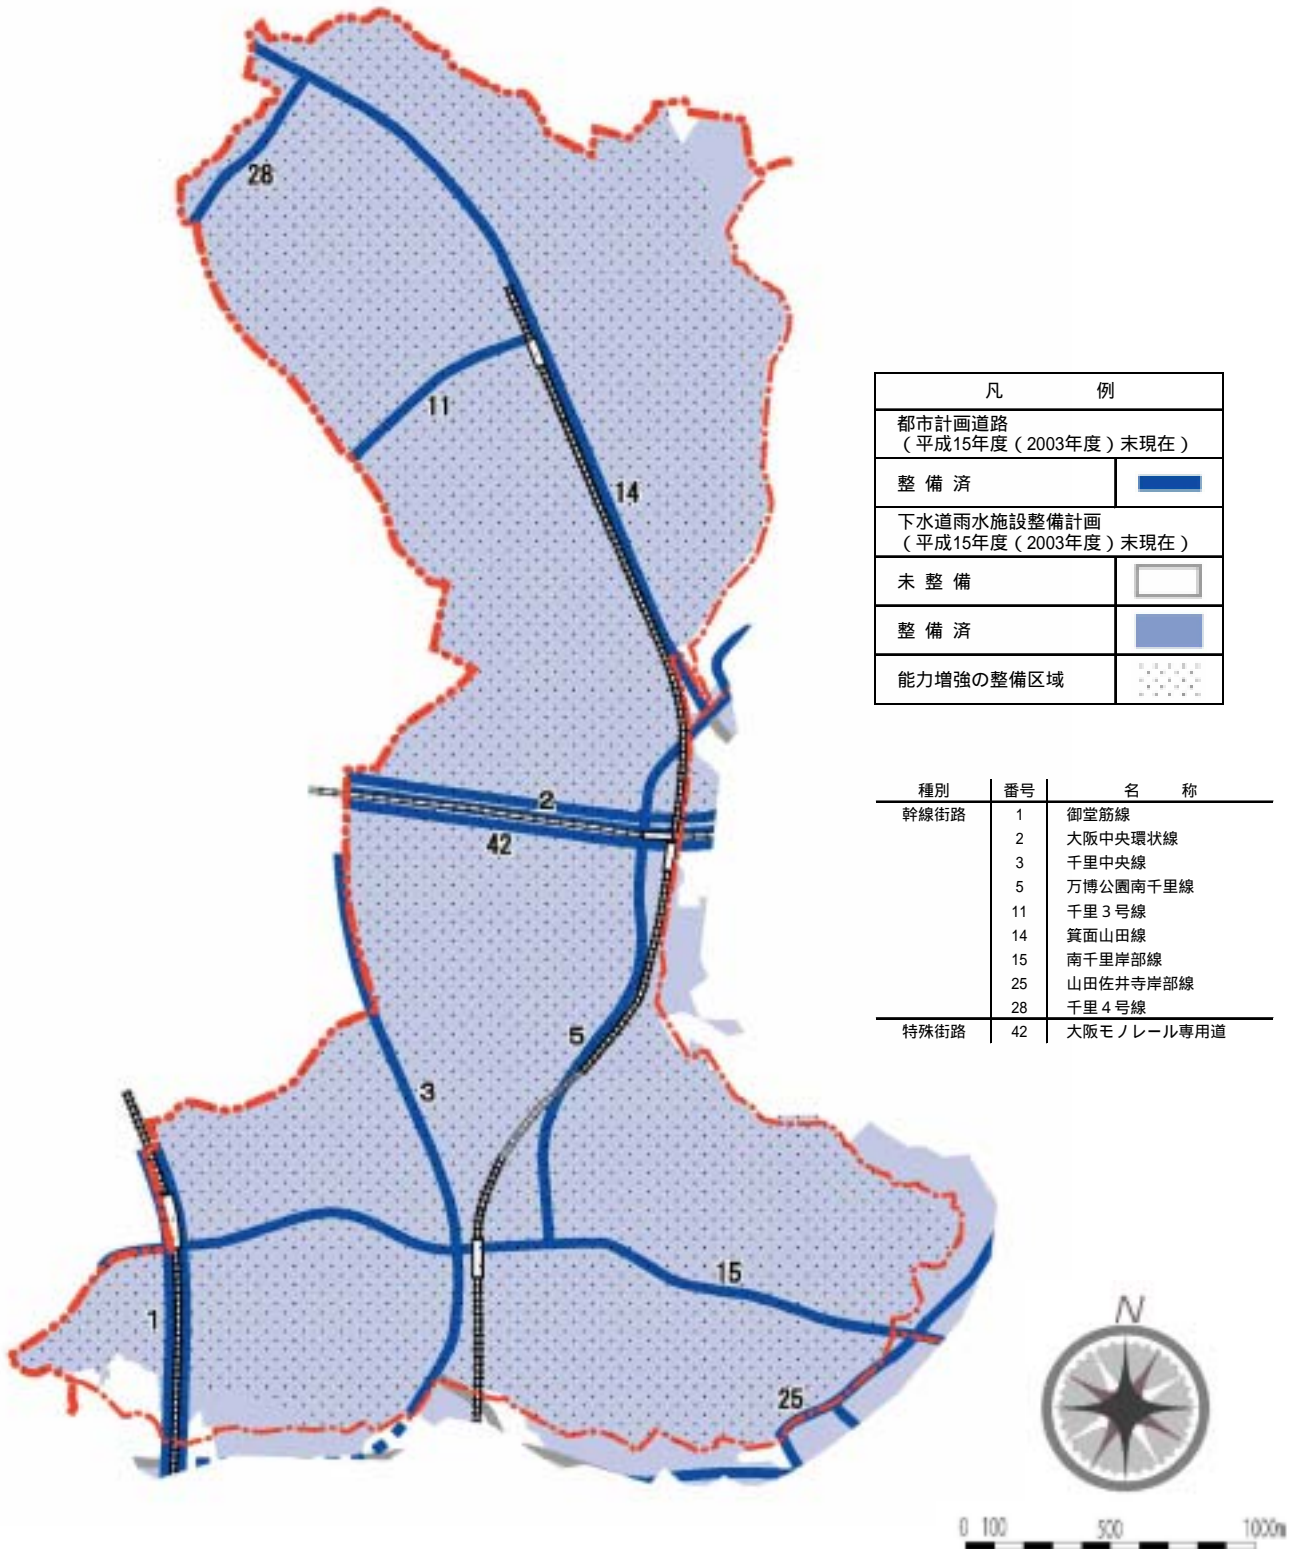 28
11
14
2
42
5
3
15
1
25
凡 例
都市計画道路
（平成15年度（2003年度）末現在）
整 備 済
下水道雨水施設整備計画
（平成15年度（2003年度）末現在）
未 整 備
整 備 済
能力増強の整備区域
種別 番号 名 称
幹線街路 1 御堂筋線
2 大阪中央環状線
3 千里中央線
5 万博公園南千里線
11 千里３号線
14 箕面山田線
15 南千里岸部線
25 山田佐井寺岸部線
28 千里４号線
特殊街路 42 大阪モノレール専用道
N
0 100 500 1000m